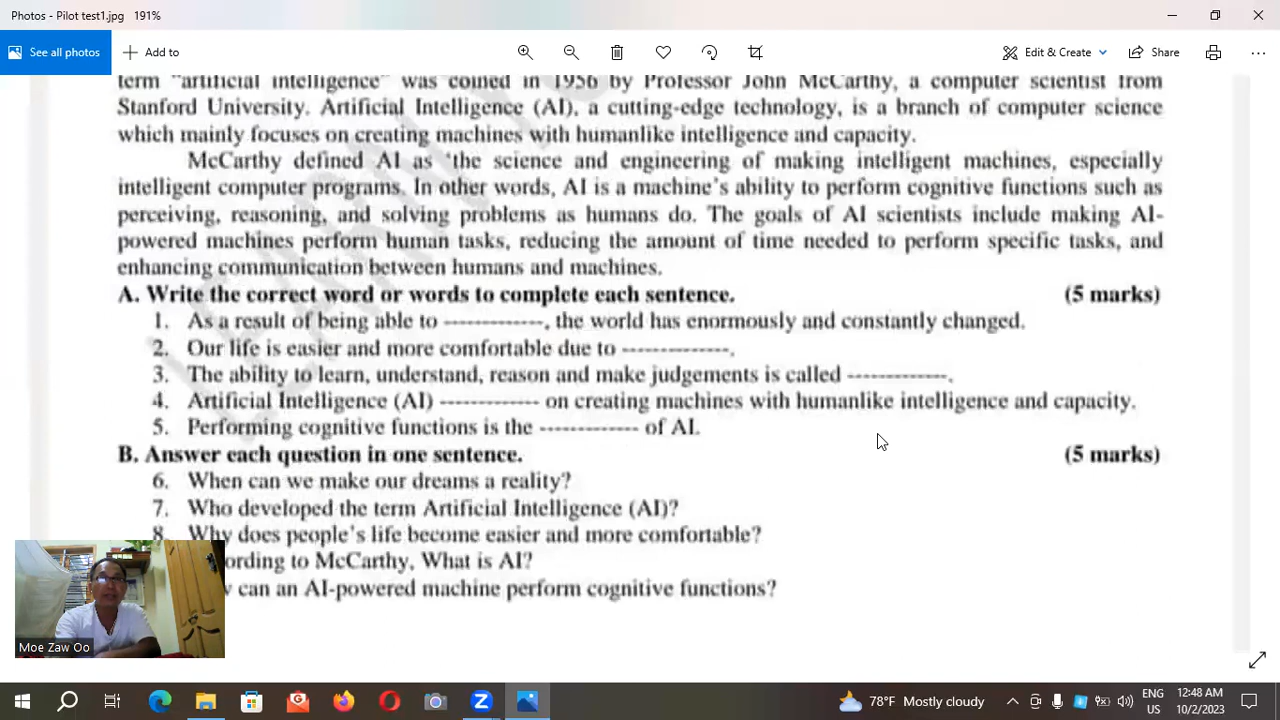 Photos - Pilot test1.jpg 191%
See all photos
Add to
Edit & Create
Share
term "artificial intelligence" was coined in 1956 by Professor John McCarthy, a computer scientist from
Stanford University. Artificial Intelligence (AI), a cutting-edge technology, is a branch of computer science
which mainly focuses on creating machines with humanlike intelligence and capacity.
McCarthy defined AI as 'the science and engineering of making intelligent machines, especially
intelligent computer programs. In other words, AI is a machine's ability to perform cognitive functions such as
perceiving, reasoning, and solving problems as humans do. The goals of AI scientists include making AI-
powered machines perform human tasks, reducing the amount of time needed to perform specific tasks, and
enhancing communication between humans and machines.
A. Write the correct word or words to complete each sentence. (5 marks)
1. As a result of being able to -------------, the world has enormously and constantly changed.
2. Our life is easier and more comfortable due to --------------.
3. The ability to learn, understand, reason and make judgements is called -------------.
4. Artificial Intelligence (AI) ------------- on creating machines with humanlike intelligence and capacity.
5. Performing cognitive functions is the ------------- of AI.
B. Answer each question in one sentence. (5 marks)
6. When can we make our dreams a reality?
7. Who developed the term Artificial Intelligence (AI)?
8. Why does people's life become easier and more comfortable?
ording to McCarthy, What is AI?
can an AI-powered machine perform cognitive functions?
Moe Zaw Oo
78°F Mostly cloudy
ENG
US
12:48 AM
10/2/2023